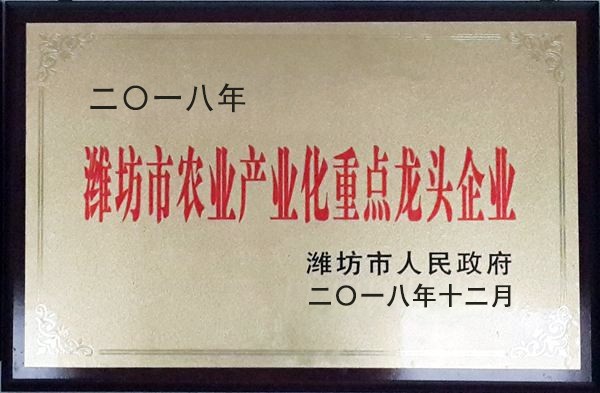 二〇一八年
潍坊市农业产业化重点龙头企业
潍坊市人民政府
二〇一八年十二月